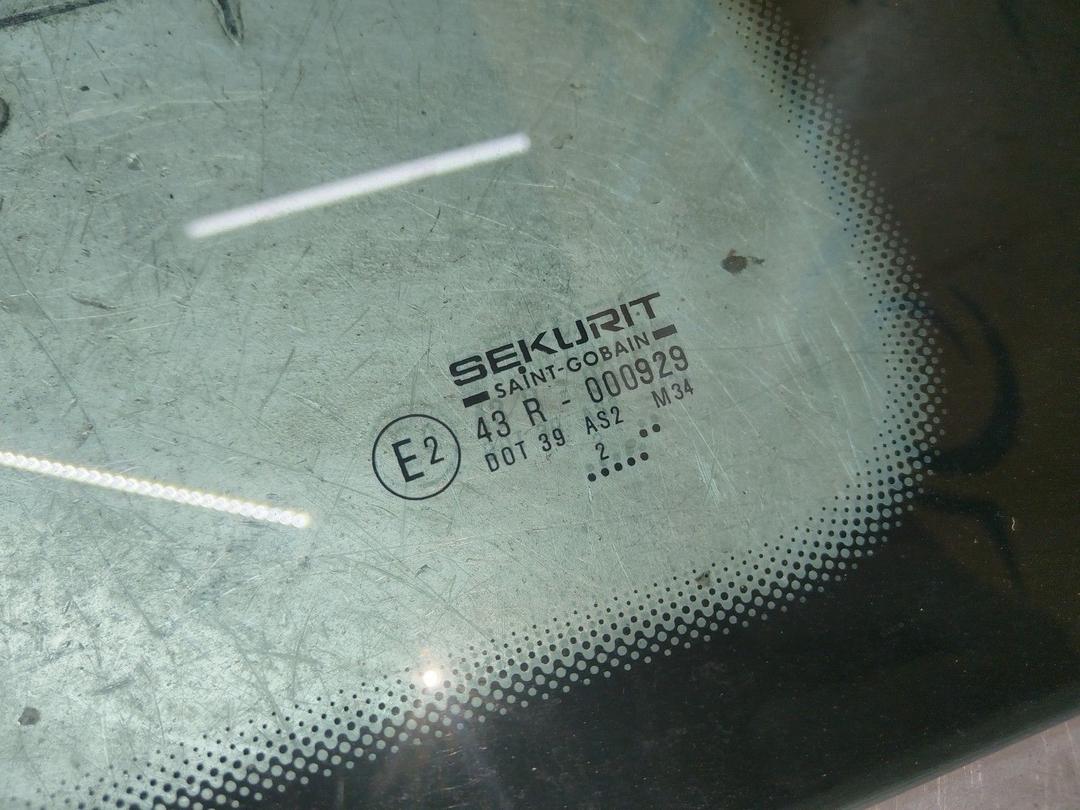 SEKURIT
SAINT-GOBAIN
E2 43 R - 000929
DOT 39 AS2 M34
2